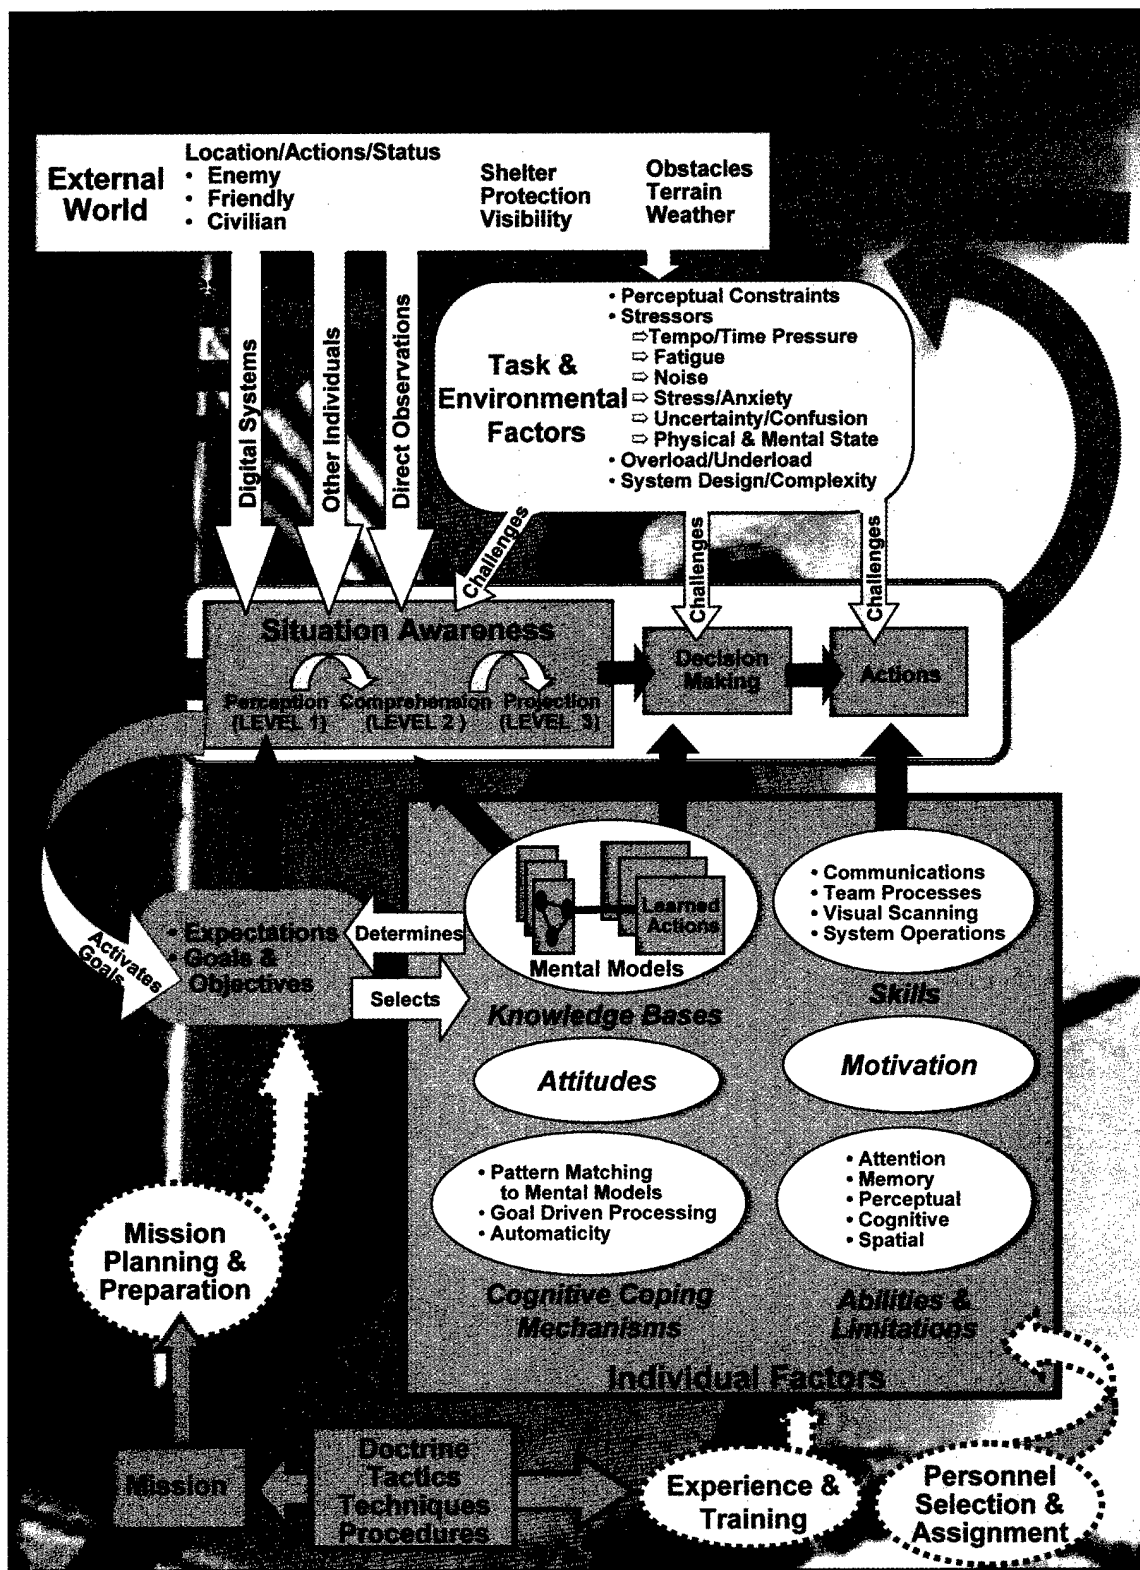 External
World
Location/Actions/Status
• Enemy
• Friendly
• Civilian
Shelter
Protection
Visibility
Obstacles
Terrain
Weather
Digital Systems
Other Individuals
Direct Observations
Task &
Environmental
Factors
• Perceptual Constraints
• Stressors
⇨Tempo/Time Pressure
⇨ Fatigue
⇨ Noise
⇨ Stress/Anxiety
⇨ Uncertainty/Confusion
⇨ Physical & Mental State
• Overload/Underload
• System Design/Complexity
Challenges
Challenges
Challenges
Situation Awareness
Perception
(LEVEL 1)
Comprehension
(LEVEL 2)
Projection
(LEVEL 3)
Decision
Making
Actions
Activates
Goals
• Expectations
• Goals &
Objectives
Determines
Selects
Learned
Actions
Mental Models
Knowledge Bases
• Communications
• Team Processes
• Visual Scanning
• System Operations
Skills
Attitudes
Motivation
• Pattern Matching
to Mental Models
• Goal Driven Processing
• Automaticity
Cognitive Coping
Mechanisms
• Attention
• Memory
• Perceptual
• Cognitive
• Spatial
Abilities &
Limitations
Individual Factors
Mission
Planning &
Preparation
Mission
Doctrine
Tactics
Techniques
Procedures
Experience &
Training
Personnel
Selection &
Assignment